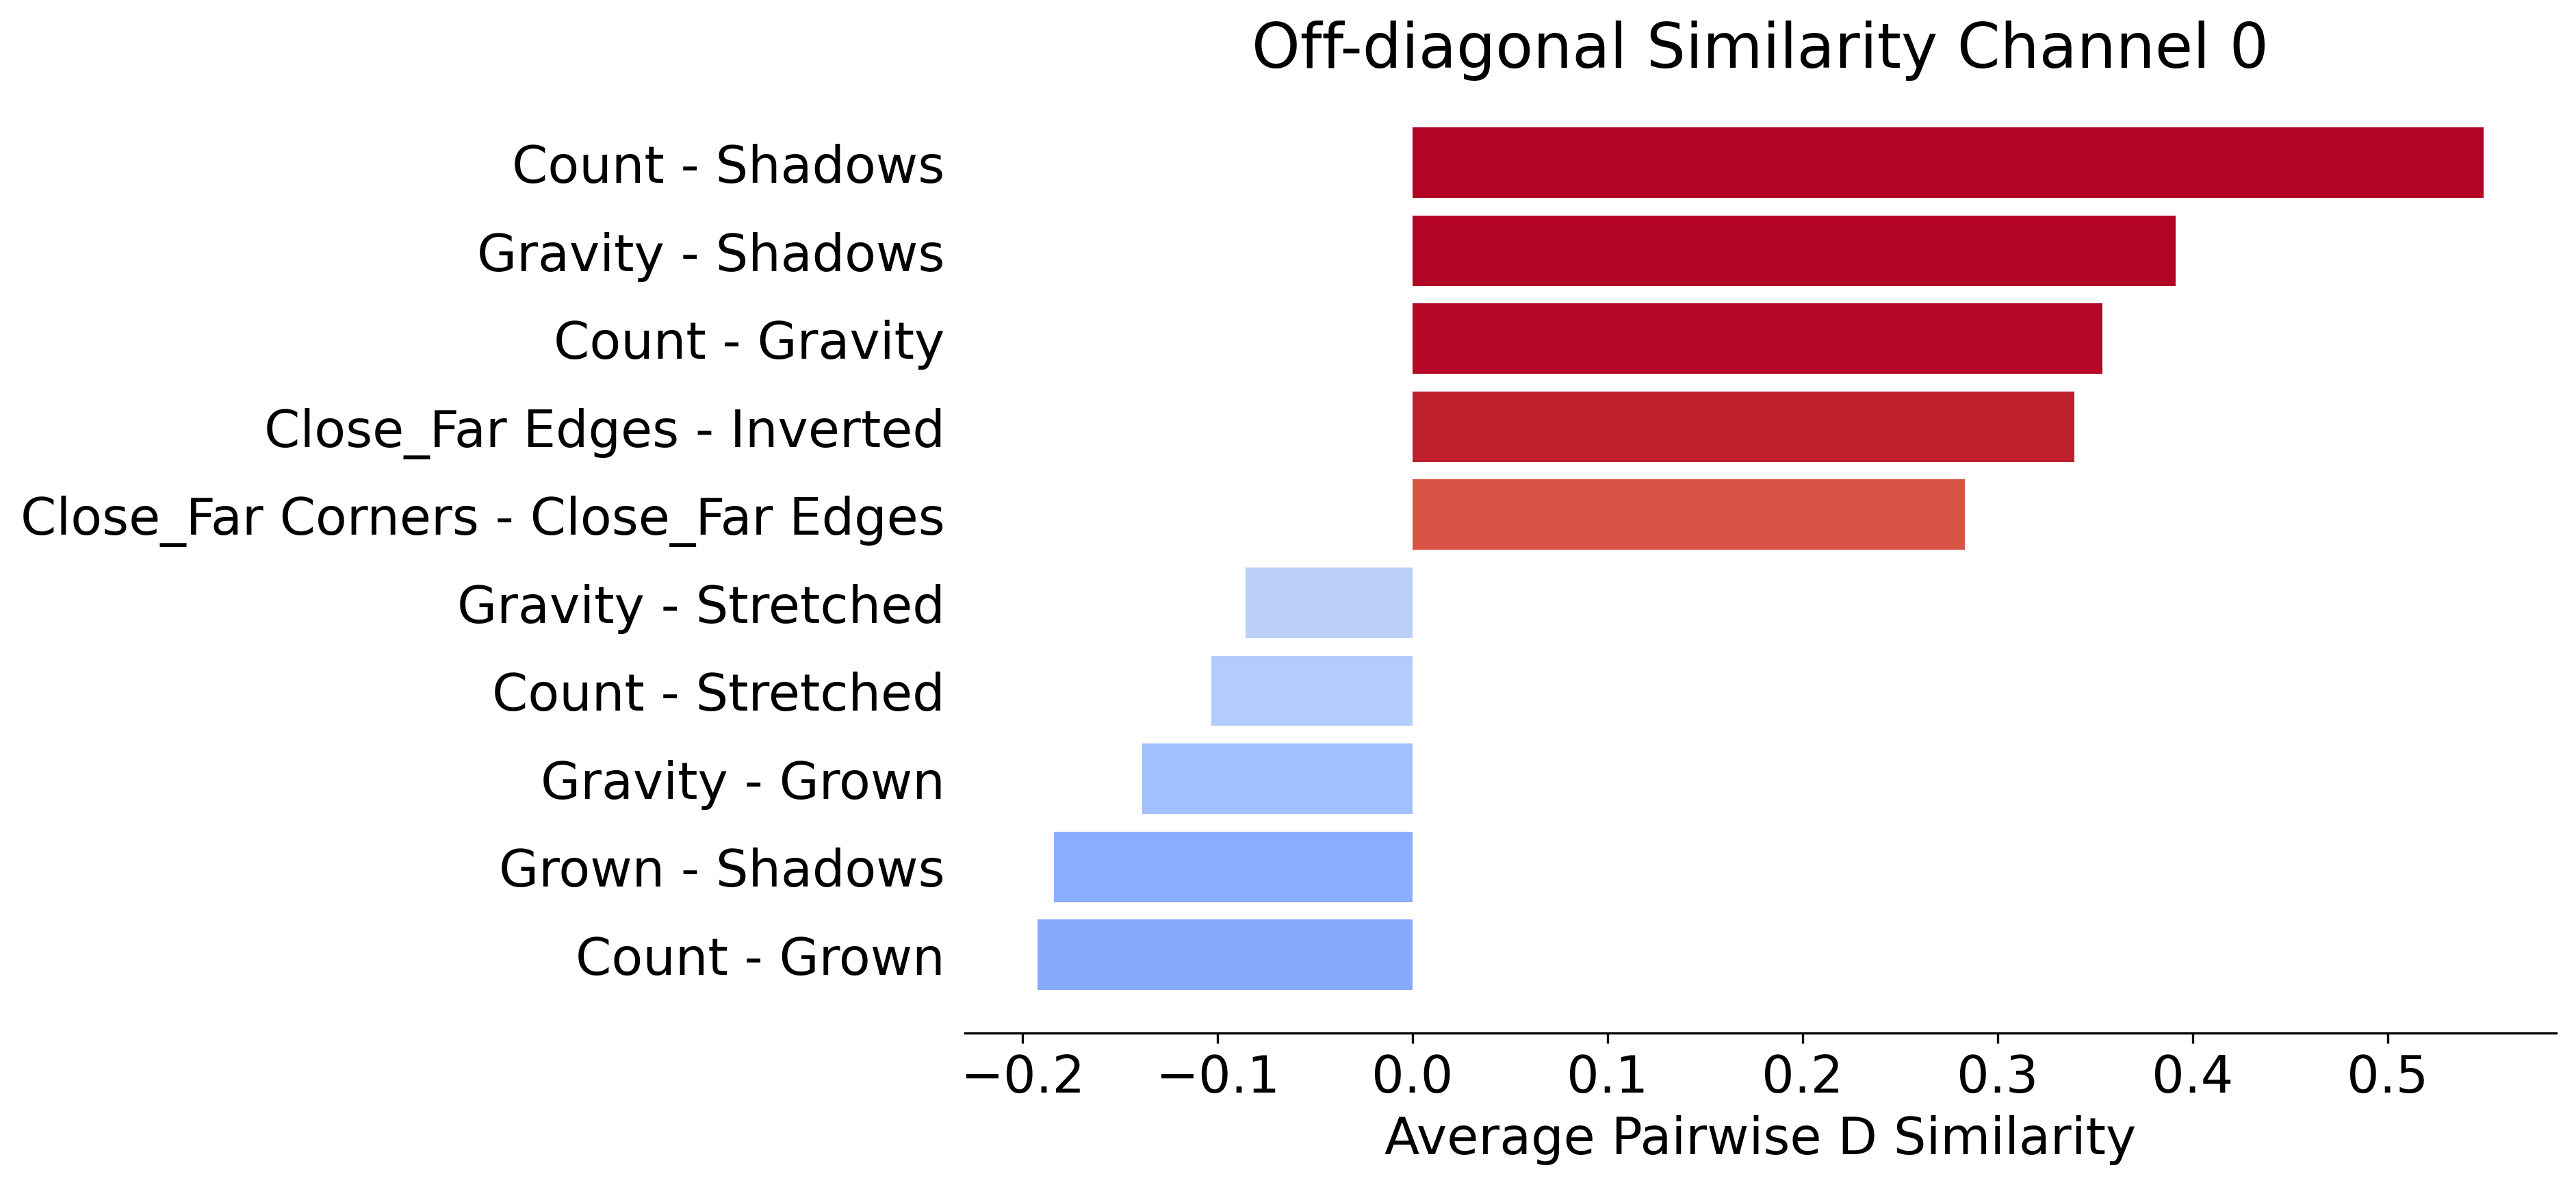 Off-diagonal Similarity Channel 0
Count - Shadows
Gravity - Shadows
Count - Gravity
Close_Far Edges - Inverted
Close_Far Corners - Close_Far Edges
Gravity - Stretched
Count - Stretched
Gravity - Grown
Grown - Shadows
Count - Grown
−0.2 −0.1 0.0 0.1 0.2 0.3 0.4 0.5
Average Pairwise D Similarity